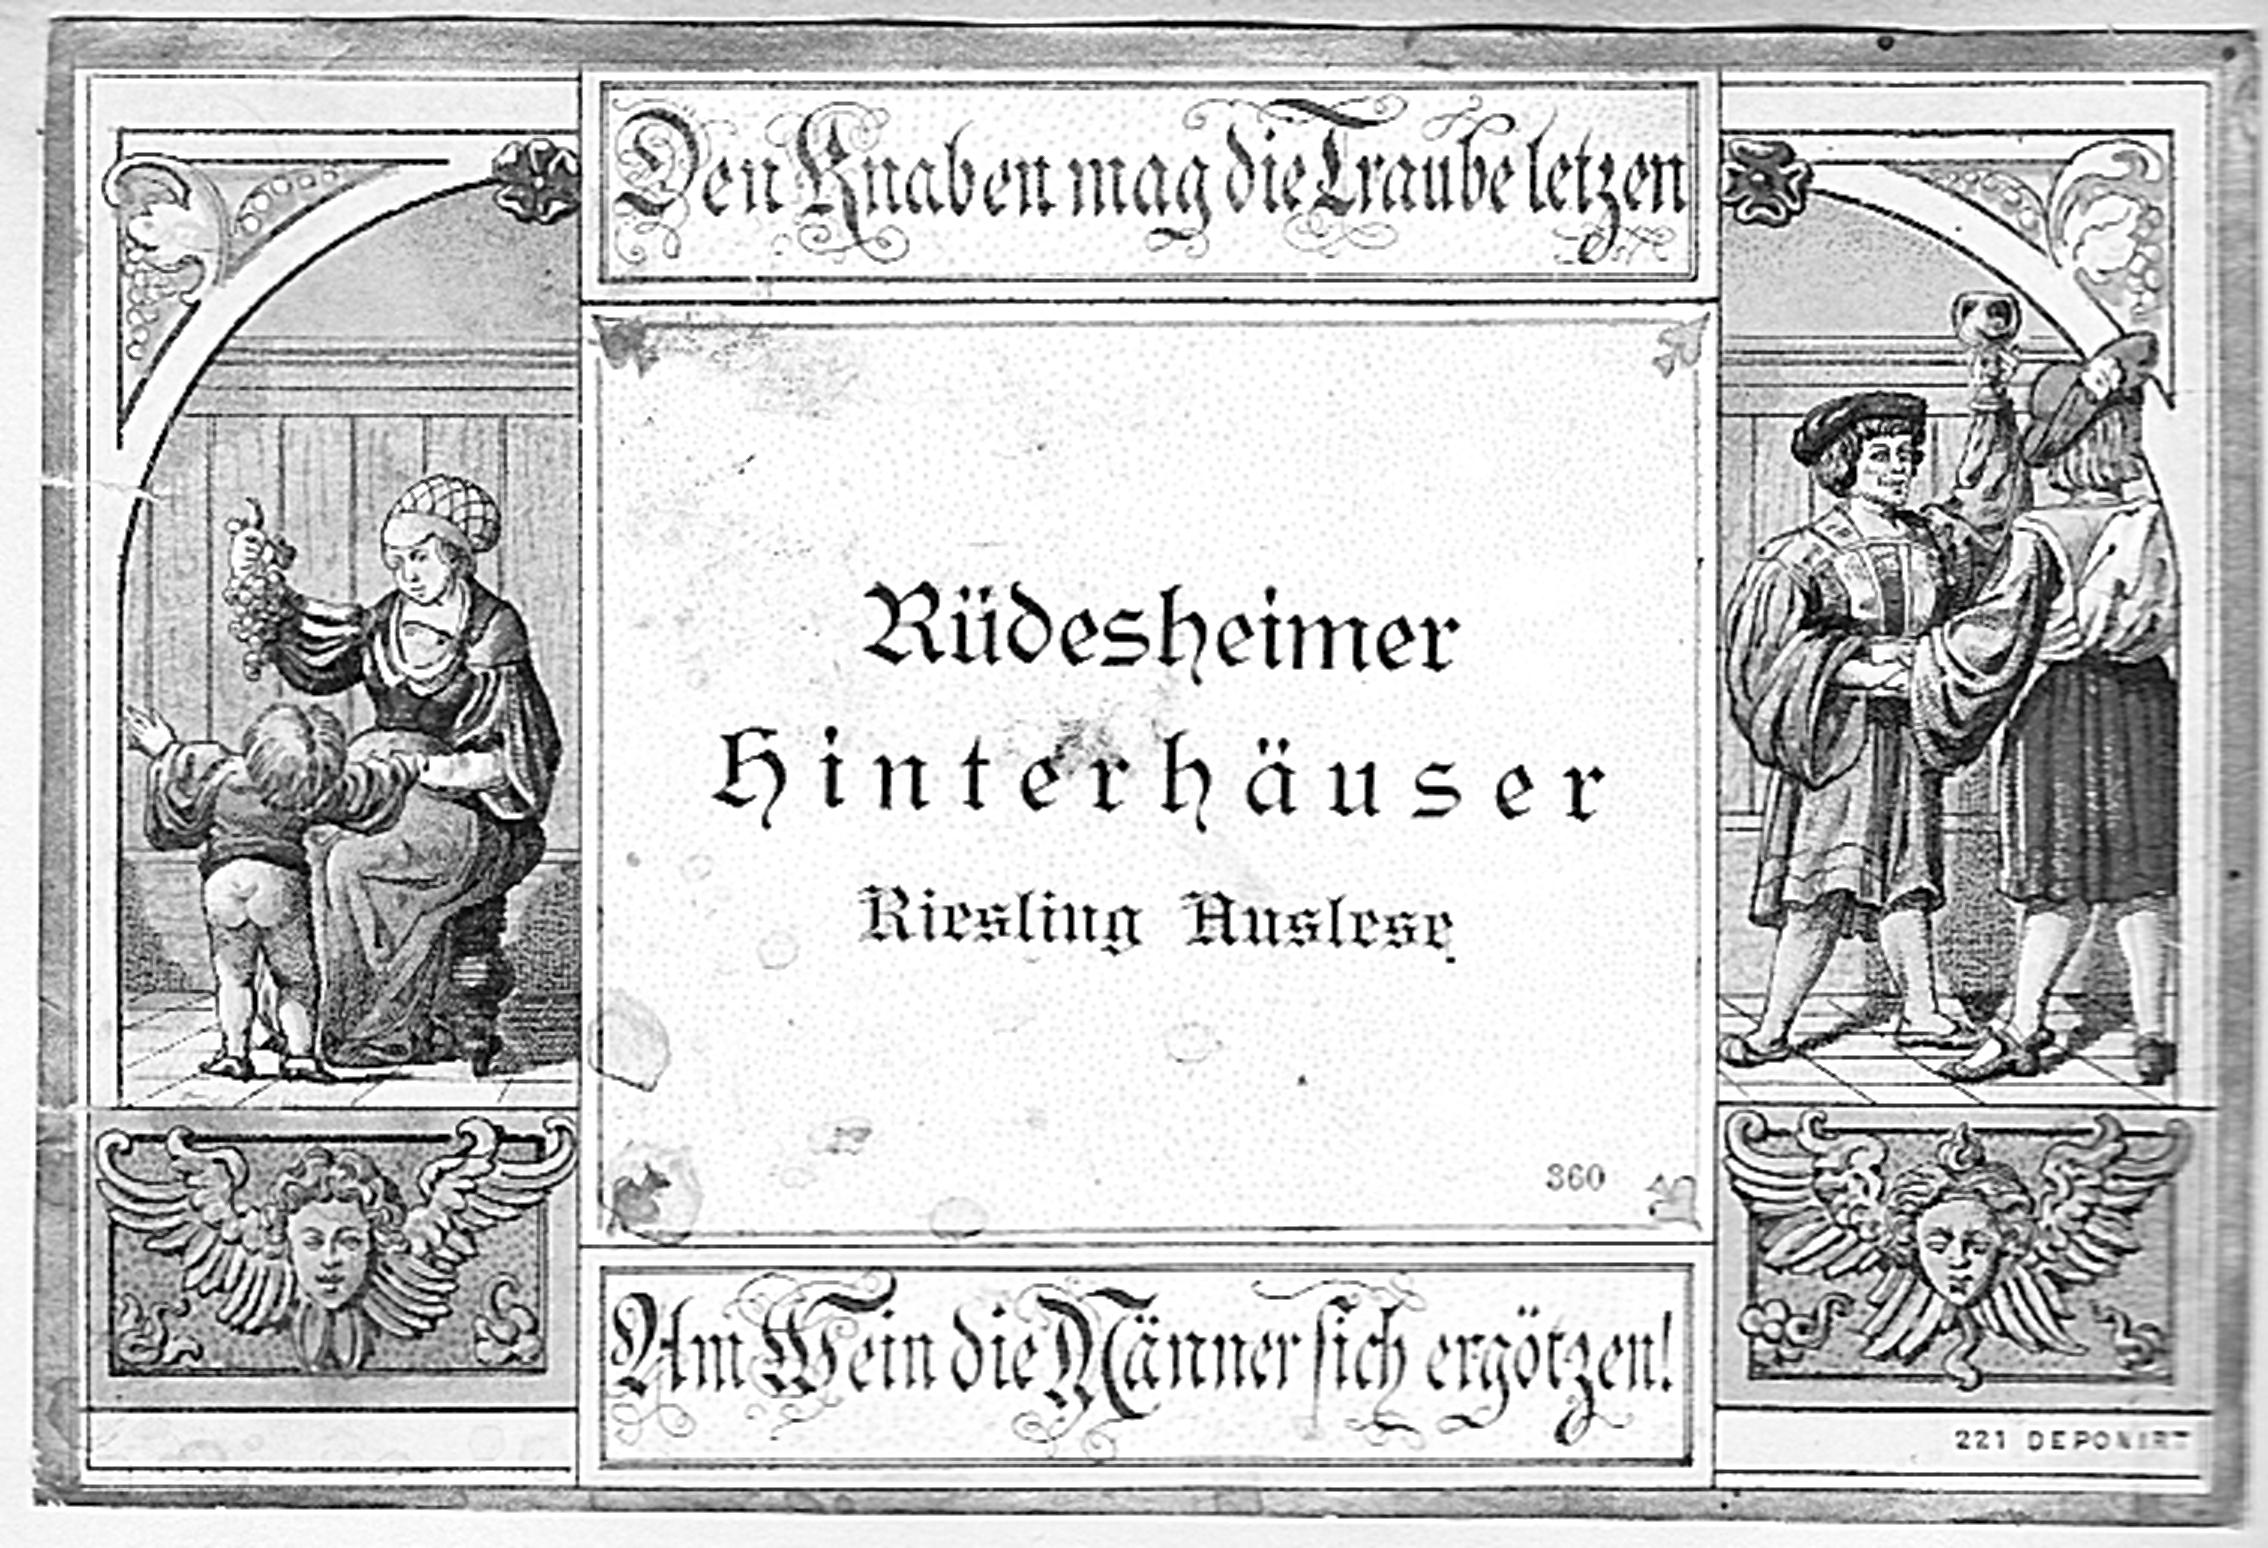 Den Knaben mag die Traube letzen
Rüdesheimer
Hinterhäuser
Riesling Auslese
360
Am Wein die Männer sich ergötzen!
221 DEPONIRT